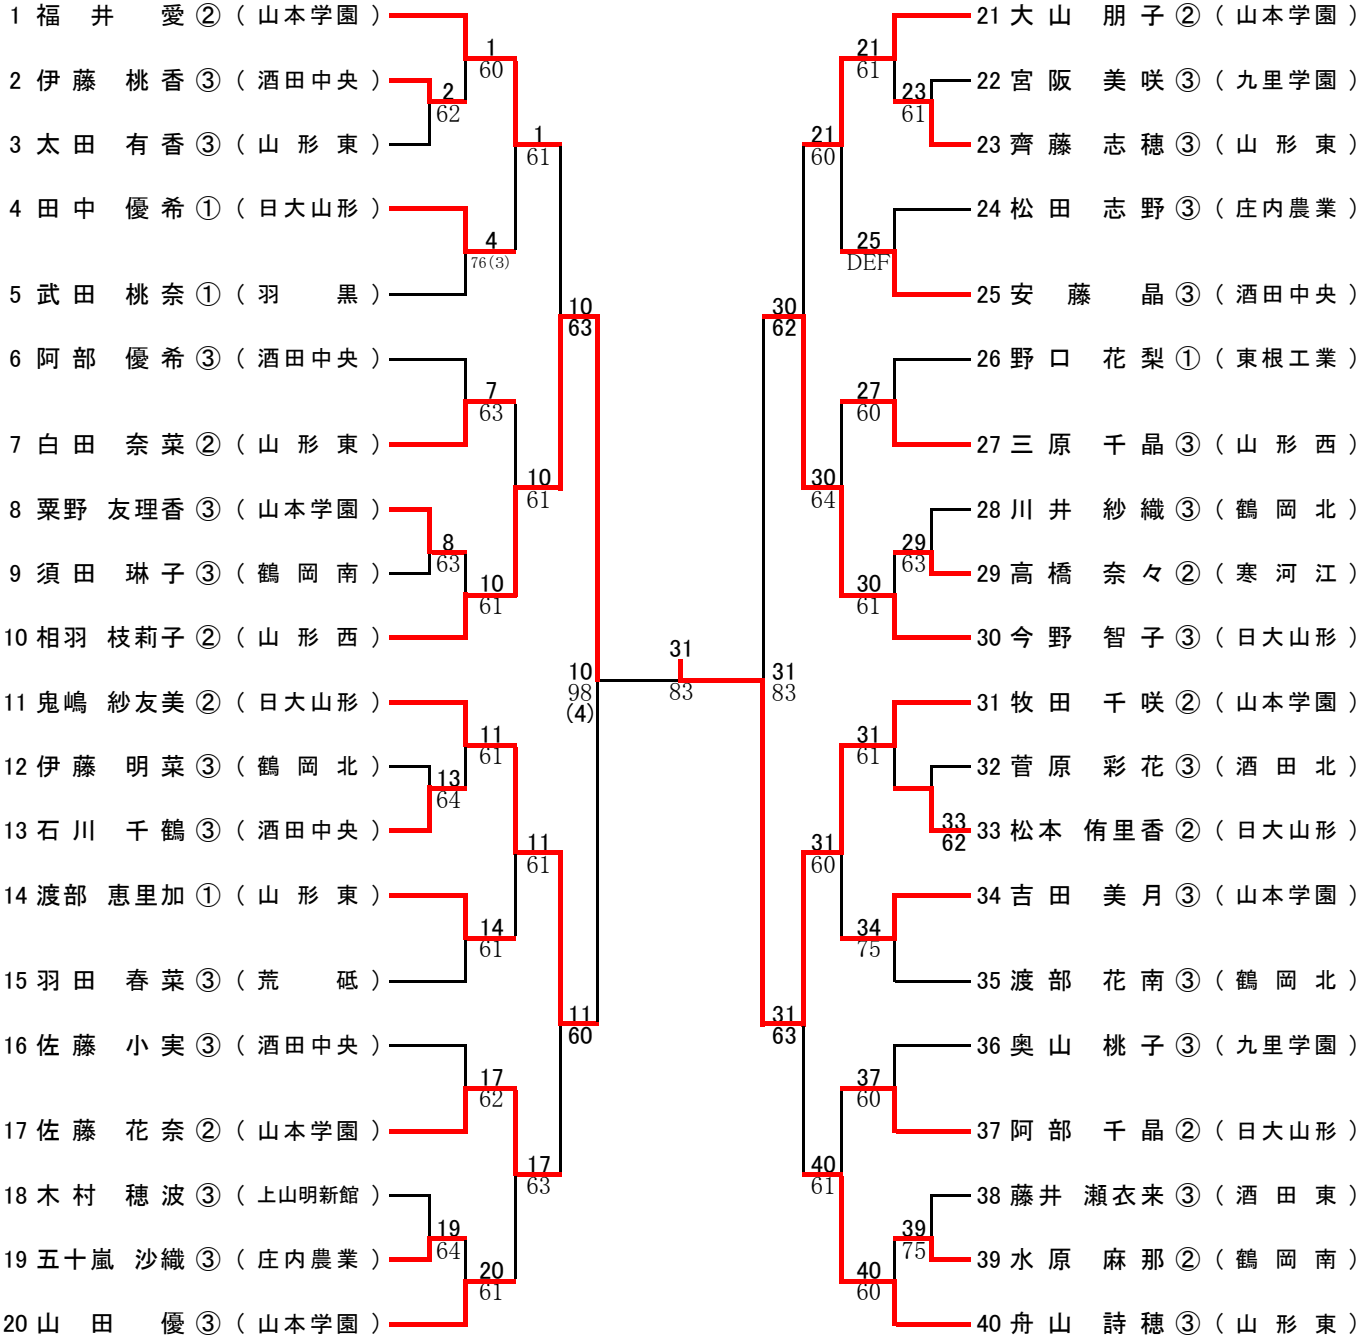 1 福井 愛 ② ( 山本学園 )
2 伊藤 桃香 ③ ( 酒田中央 )
3 太田 有香 ③ ( 山形東 )
4 田中 優希 ① ( 日大山形 )
5 武田 桃奈 ① ( 羽黒 )
6 阿部 優希 ③ ( 酒田中央 )
7 白田 奈菜 ② ( 山形東 )
8 粟野 友理香 ③ ( 山本学園 )
9 須田 琳子 ③ ( 鶴岡南 )
10 相羽 枝莉子 ② ( 山形西 )
11 鬼嶋 紗友美 ② ( 日大山形 )
12 伊藤 明菜 ③ ( 鶴岡北 )
13 石川 千鶴 ③ ( 酒田中央 )
14 渡部 恵里加 ① ( 山形東 )
15 羽田 春菜 ③ ( 荒砥 )
16 佐藤 小実 ③ ( 酒田中央 )
17 佐藤 花奈 ② ( 山本学園 )
18 木村 穂波 ③ ( 上山明新館 )
19 五十嵐 沙織 ③ ( 庄内農業 )
20 山田 優 ③ ( 山本学園 )
2
62
8
63
13
64
19
64
1
60
4
76(3)
7
63
10
61
11
61
14
61
17
62
20
61
1
61
10
61
11
61
17
63
10
63
11
60
10
98
(4)
31
83
31
83
30
62
31
63
21
60
30
64
31
60
40
61
21
61
25
DEF
27
60
30
61
31
61
34
75
37
60
40
60
23
61
29
63
33
62
39
75
21 大山 朋子 ② ( 山本学園 )
22 宮阪 美咲 ③ ( 九里学園 )
23 齊藤 志穂 ③ ( 山形東 )
24 松田 志野 ③ ( 庄内農業 )
25 安藤 晶 ③ ( 酒田中央 )
26 野口 花梨 ① ( 東根工業 )
27 三原 千晶 ③ ( 山形西 )
28 川井 紗織 ③ ( 鶴岡北 )
29 高橋 奈々 ② ( 寒河江 )
30 今野 智子 ③ ( 日大山形 )
31 牧田 千咲 ② ( 山本学園 )
32 菅原 彩花 ③ ( 酒田北 )
33 松本 侑里香 ② ( 日大山形 )
34 吉田 美月 ③ ( 山本学園 )
35 渡部 花南 ③ ( 鶴岡北 )
36 奥山 桃子 ③ ( 九里学園 )
37 阿部 千晶 ② ( 日大山形 )
38 藤井 瀬衣来 ③ ( 酒田東 )
39 水原 麻那 ② ( 鶴岡南 )
40 舟山 詩穂 ③ ( 山形東 )